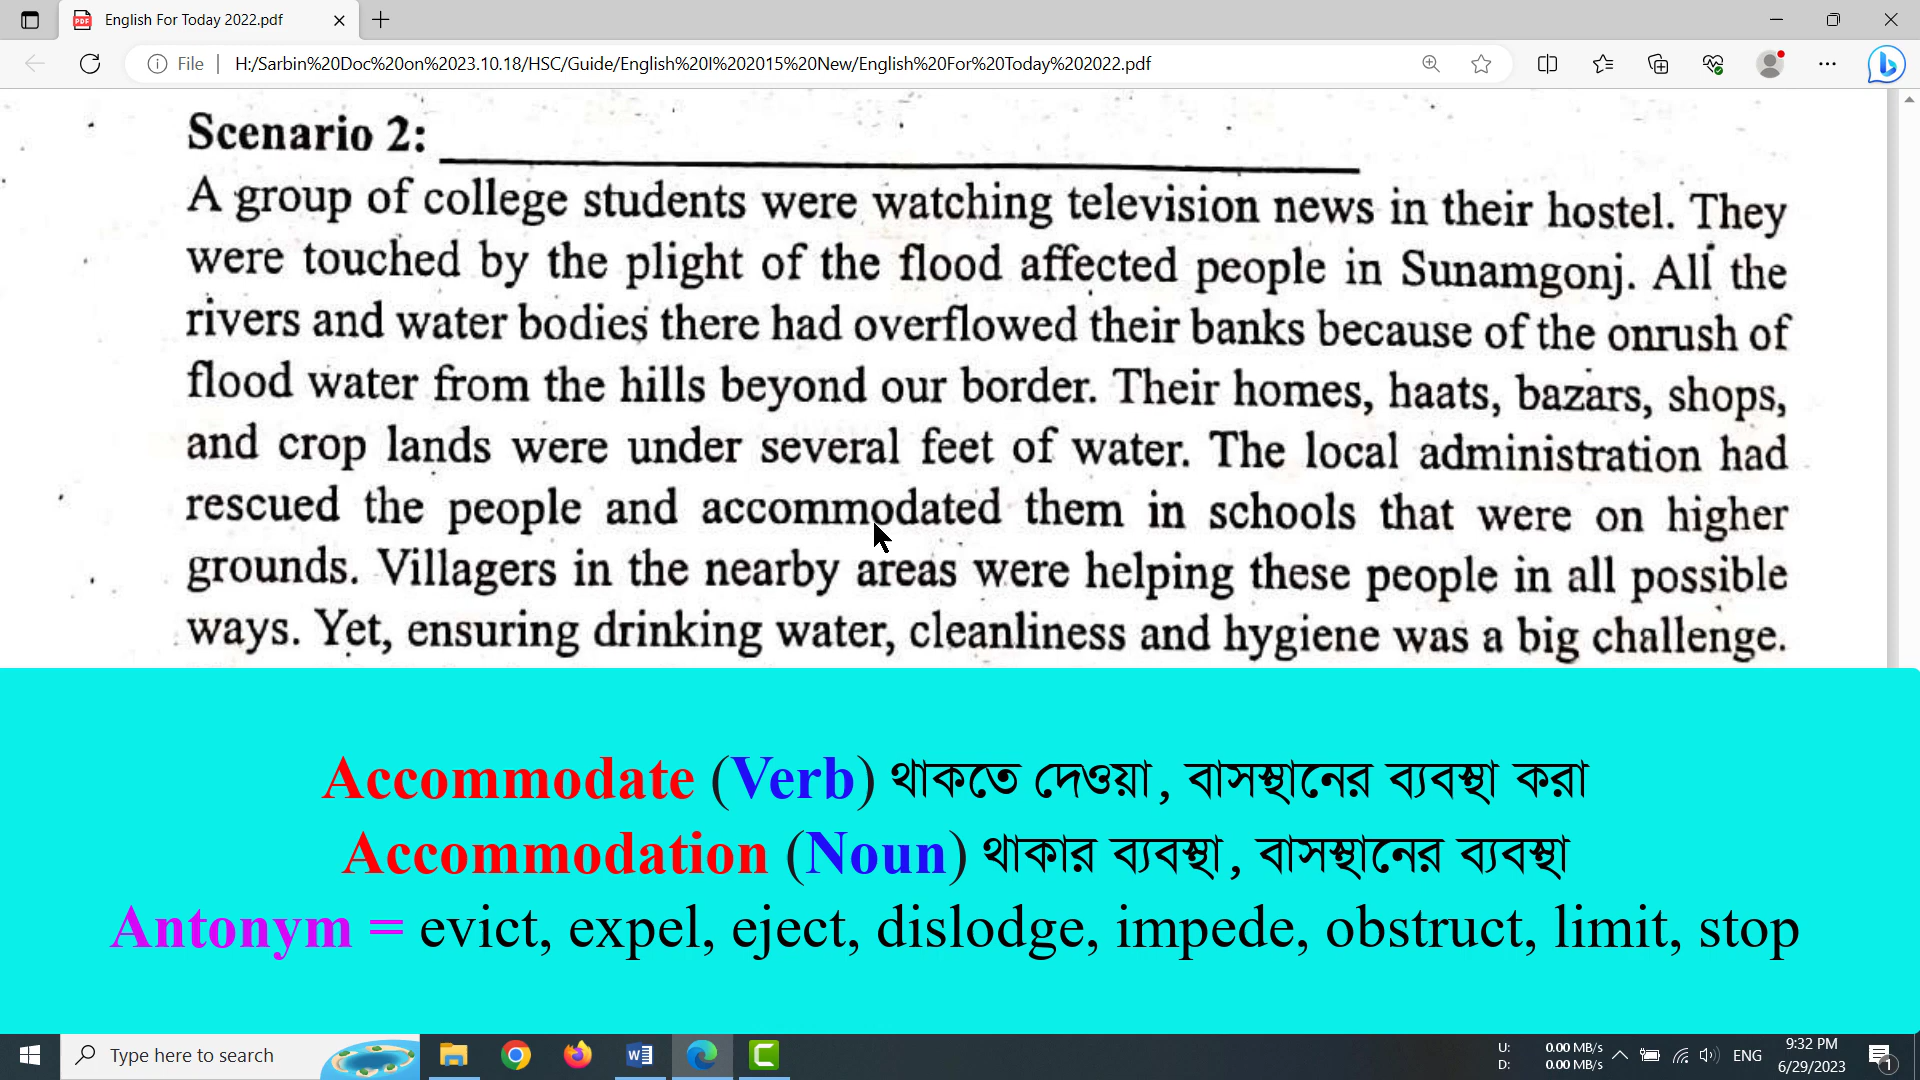 English For Today 2022.pdf
File
H:/Sarbin%20Doc%20on%2023.10.18/HSC/Guide/English%20I%202015%20New/English%20For%20Today%202022.pdf
Scenario 2:
A group of college students were watching television news in their hostel. They
were touched by the plight of the flood affected people in Sunamgonj. All the
rivers and water bodies there had overflowed their banks because of the onrush of
flood water from the hills beyond our border. Their homes, haats, bazars, shops,
and crop lands were under several feet of water. The local administration had
rescued the people and accommodated them in schools that were on higher
grounds. Villagers in the nearby areas were helping these people in all possible
ways. Yet, ensuring drinking water, cleanliness and hygiene was a big challenge.
Accommodate (Verb) থাকতে দেওয়া, বাসস্থানের ব্যবস্থা করা
Accommodation (Noun) থাকার ব্যবস্থা, বাসস্থানের ব্যবস্থা
Antonym = evict, expel, eject, dislodge, impede, obstruct, limit, stop
Type here to search
U: 0.00 MB/s
D: 0.00 MB/s
ENG
9:32 PM
6/29/2023
1